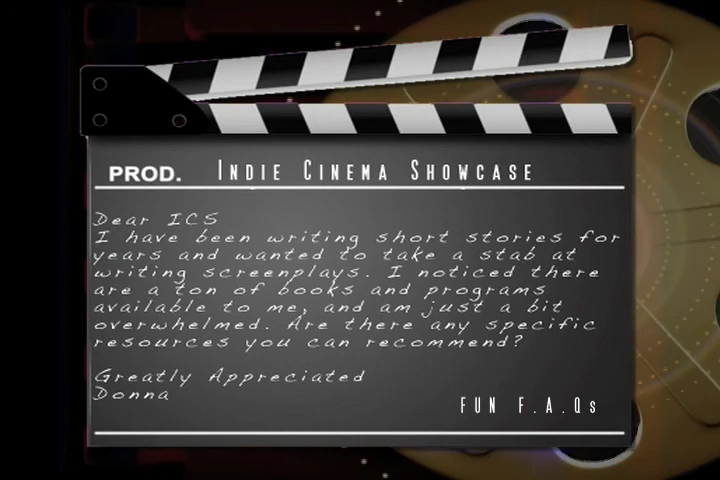 PROD. Indie Cinema Showcase
Dear ICS
I have been writing short stories for
years and wanted to take a stab at
writing screenplays. I noticed there
are a ton of books and programs
available to me, and am just a bit
overwhelmed. Are there any specific
resources you can recommend?
Greatly Appreciated
Donna
FUN F.A.Qs